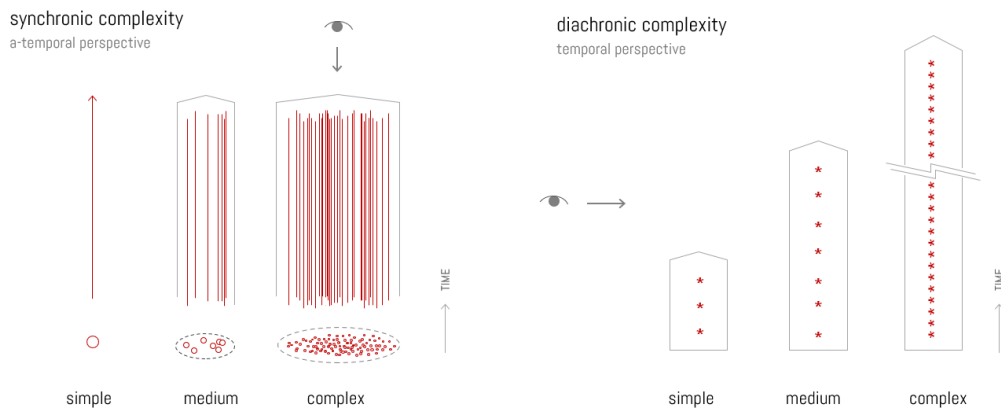 synchronic complexity
a-temporal perspective
TIME
simple
medium
complex
diachronic complexity
temporal perspective
TIME
simple
medium
complex